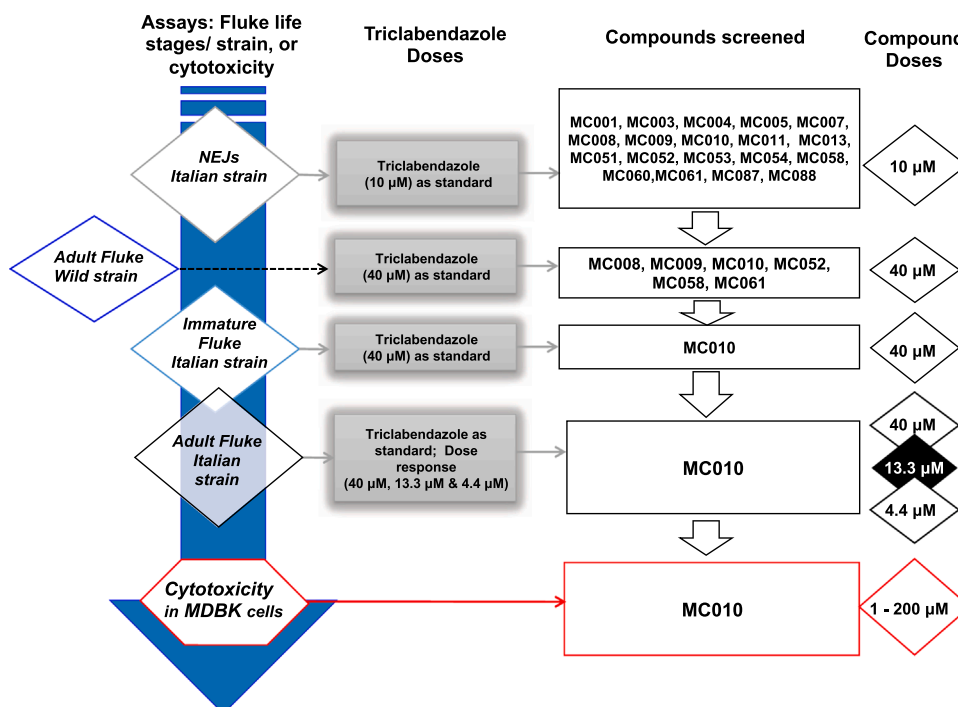 Assays: Fluke life
stages/ strain, or
cytotoxicity
Triclabendazole
Doses
Compounds screened
Compound
Doses
NEJs
Italian strain
Triclabendazole
(10 µM) as standard
MC001, MC003, MC004, MC005, MC007,
MC008, MC009, MC010, MC011, MC013,
MC051, MC052, MC053, MC054, MC058,
MC060,MC061, MC087, MC088
10 µM
Adult Fluke
Wild strain
Triclabendazole
(40 µM) as standard
MC008, MC009, MC010, MC052,
MC058, MC061
40 µM
Immature
Fluke
Italian strain
Triclabendazole
(40 µM) as standard
MC010
40 µM
Adult Fluke
Italian
strain
Triclabendazole as
standard; Dose
response
(40 µM, 13.3 µM & 4.4 µM)
MC010
40 µM
13.3 µM
4.4 µM
Cytotoxicity
in MDBK cells
MC010
1 - 200 µM